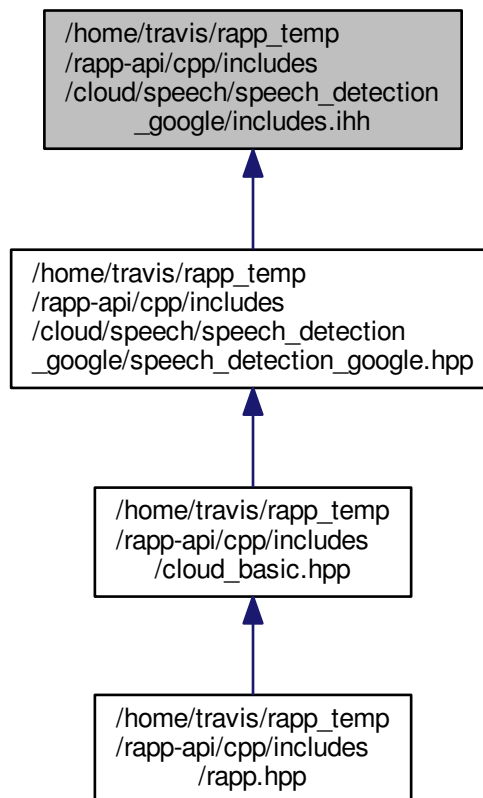 /home/travis/rapp_temp
/rapp-api/cpp/includes
/cloud/speech/speech_detection
_google/includes.ihh
/home/travis/rapp_temp
/rapp-api/cpp/includes
/cloud/speech/speech_detection
_google/speech_detection_google.hpp
/home/travis/rapp_temp
/rapp-api/cpp/includes
/cloud_basic.hpp
/home/travis/rapp_temp
/rapp-api/cpp/includes
/rapp.hpp